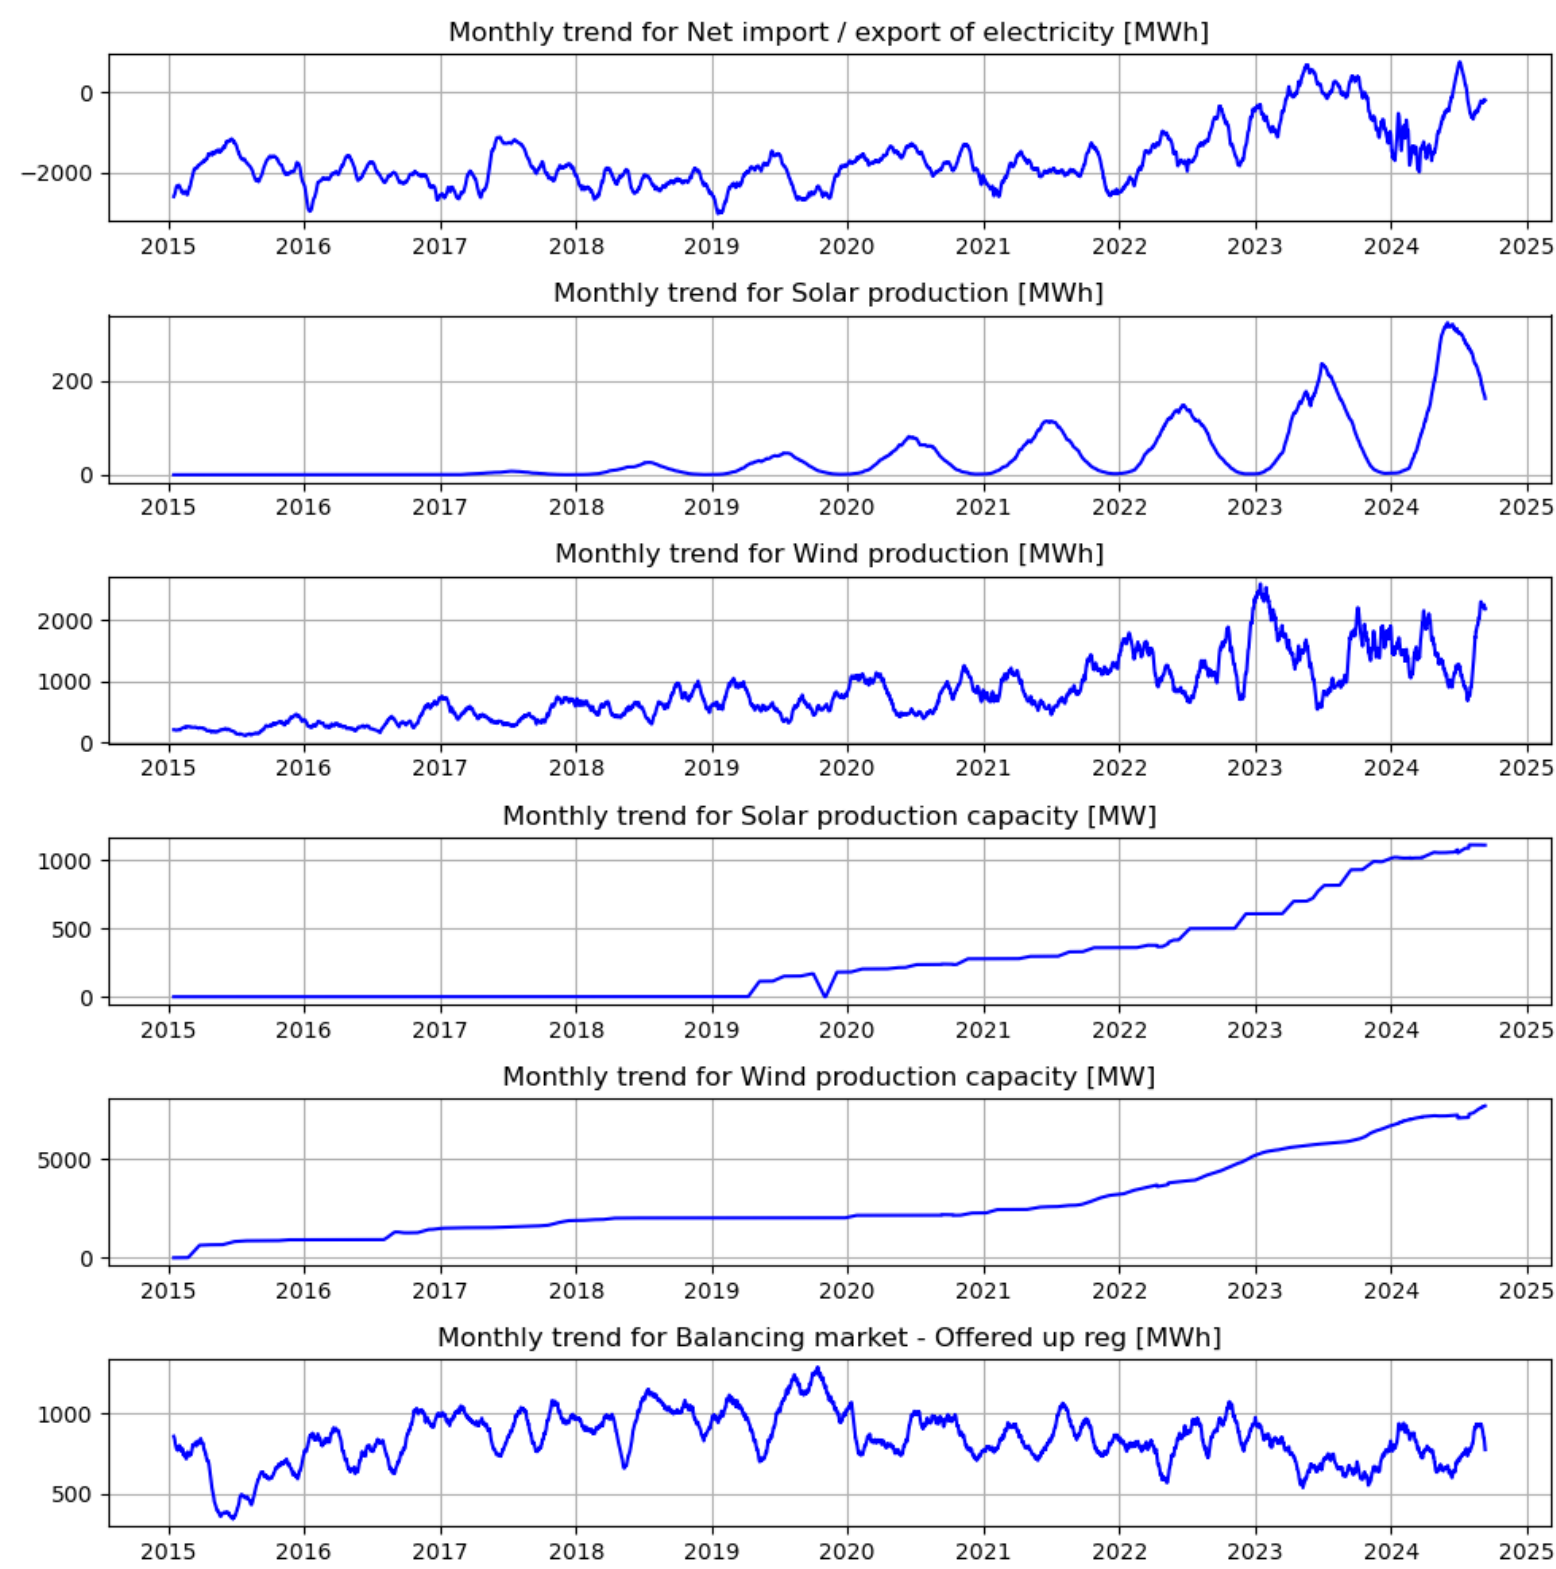 Monthly trend for Net import / export of electricity [MWh]
0
−2000
2015 2016 2017 2018 2019 2020 2021 2022 2023 2024 2025
Monthly trend for Solar production [MWh]
200
0
2015 2016 2017 2018 2019 2020 2021 2022 2023 2024 2025
Monthly trend for Wind production [MWh]
2000
1000
0
2015 2016 2017 2018 2019 2020 2021 2022 2023 2024 2025
Monthly trend for Solar production capacity [MW]
1000
500
0
2015 2016 2017 2018 2019 2020 2021 2022 2023 2024 2025
Monthly trend for Wind production capacity [MW]
5000
0
2015 2016 2017 2018 2019 2020 2021 2022 2023 2024 2025
Monthly trend for Balancing market - Offered up reg [MWh]
1000
500
2015 2016 2017 2018 2019 2020 2021 2022 2023 2024 2025